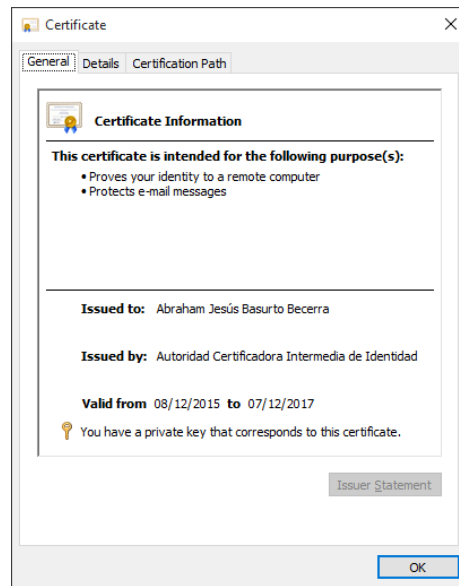 Certificate
General Details Certification Path
Certificate Information
This certificate is intended for the following purpose(s):
• Proves your identity to a remote computer
• Protects e-mail messages
Issued to: Abraham Jesús Basurto Becerra
Issued by: Autoridad Certificadora Intermedia de Identidad
Valid from 08/12/2015 to 07/12/2017
You have a private key that corresponds to this certificate.
Issuer Statement
OK